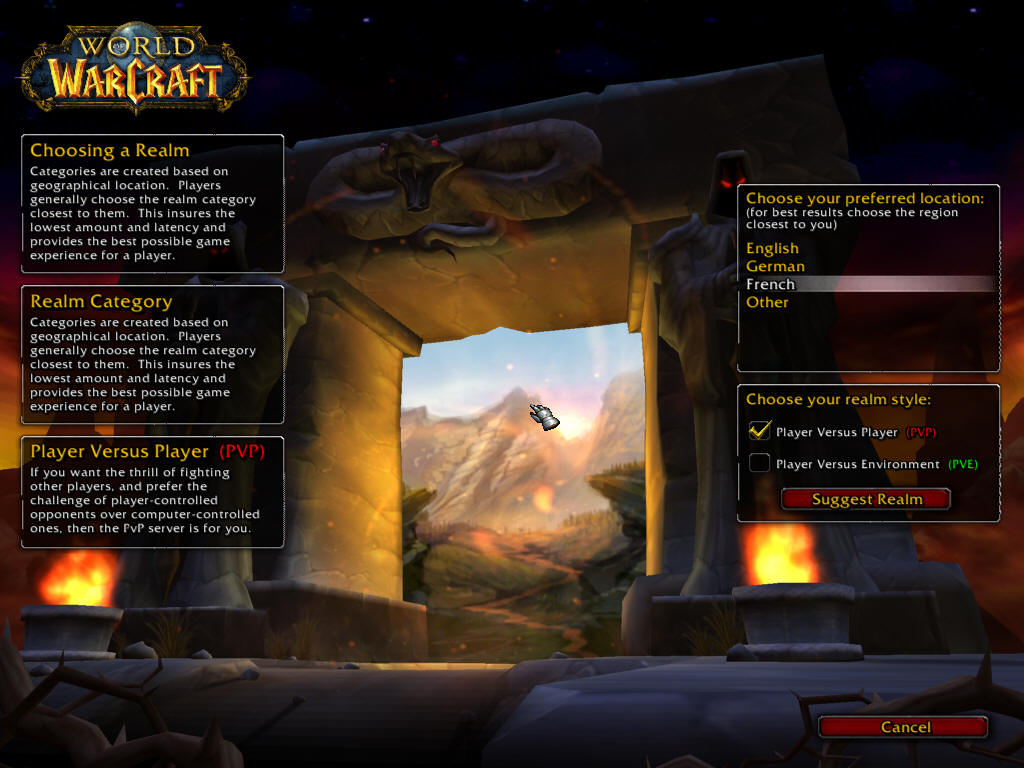 WORLD
OF
WARCRAFT
Choosing a Realm
Categories are created based on
geographical location.  Players
generally choose the realm category
closest to them.  This insures the
lowest amount and latency and
provides the best possible game
experience for a player.
Realm Category
Categories are created based on
geographical location.  Players
generally choose the realm category
closest to them.  This insures the
lowest amount and latency and
provides the best possible game
experience for a player.
Player Versus Player (PVP)
If you want the thrill of fighting
other players, and prefer the
challenge of player-controlled
opponents over computer-controlled
ones, then the PvP server is for you.
Choose your preferred location:
(for best results choose the region
closest to you)
English
German
French
Other
Choose your realm style:
Player Versus Player (PVP)
Player Versus Environment (PVE)
Suggest Realm
Cancel